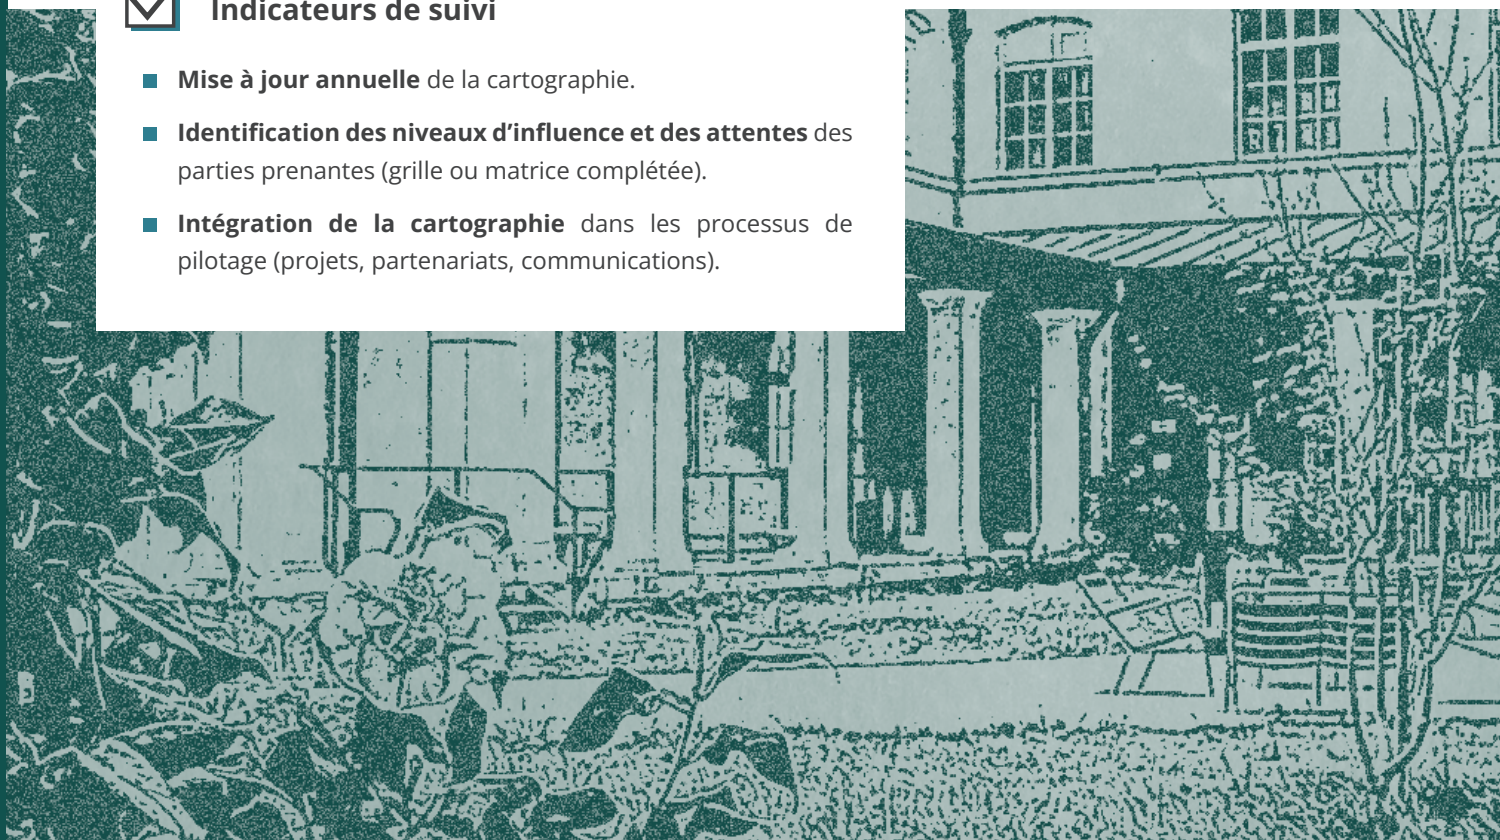 Indicateurs de suivi
Mise à jour annuelle de la cartographie.
Identification des niveaux d’influence et des attentes des
parties prenantes (grille ou matrice complétée).
Intégration de la cartographie dans les processus de
pilotage (projets, partenariats, communications).